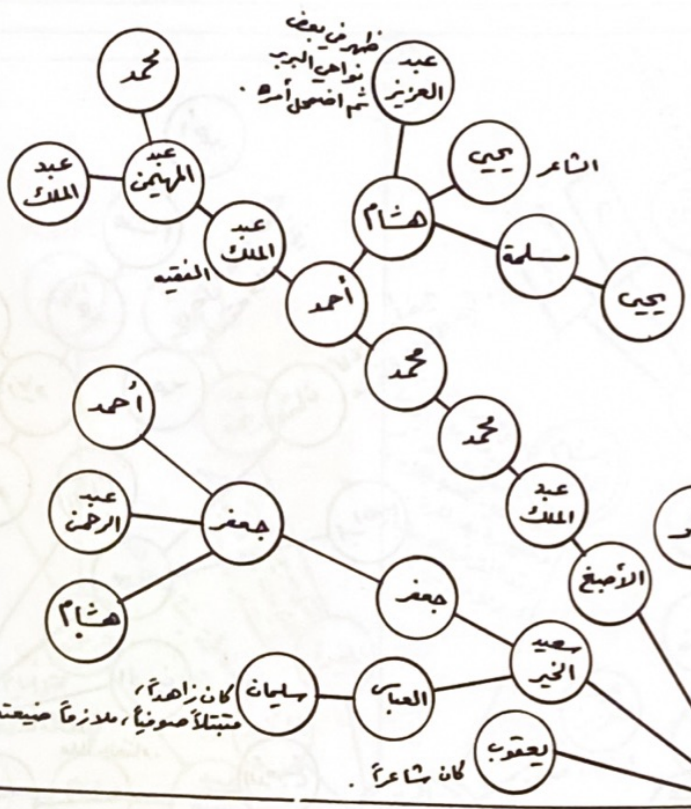 محمد
عبد
الملك
عبد
المهيمن
عبد
الملك
الفقيه
ظهر في بعض
نواحي البربر
ثم اضمحل أمره.
عبد
العزيز
يحيى
الشاعر
هشام
مسلمة
يحيى
أحمد
محمد
محمد
عبد
الملك
الأصبغ
أحمد
عبد
الرحمن
هشام
جعفر
جعفر
سعيد
الخير
العباس
سليمان
كان زاهداً،
متبتلاً صوفياً، ملازماً ضيعته
يعقوب
كان شاعراً.